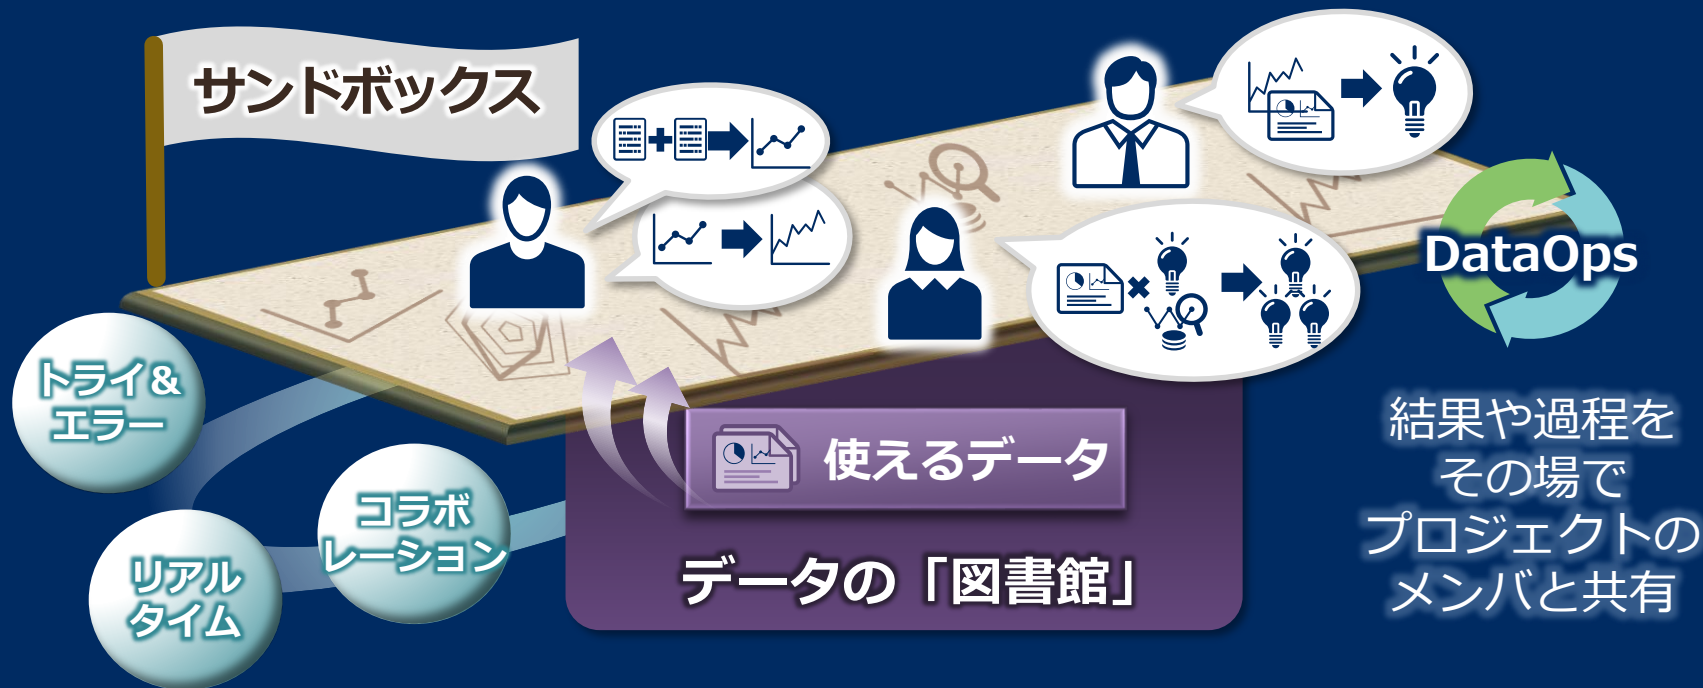 サンドボックス
DataOps
トライ&
エラー
リアル
タイム
コラボ
レーション
使えるデータ
データの「図書館」
結果や過程を
その場で
プロジェクトの
メンバと共有